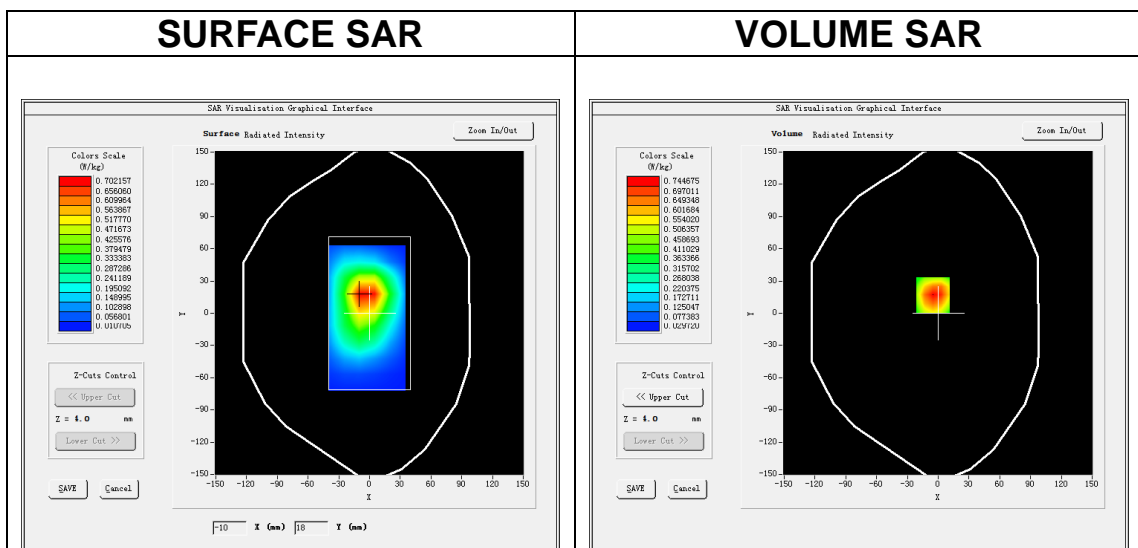 SURFACE SAR
VOLUME SAR
SAR Visualisation Graphical Interface
Surface Radiated Intensity
Zoom In/Out
Colors Scale
(W/kg)
0.702157
0.656060
0.609964
0.563867
0.517770
0.471673
0.425576
0.379479
0.333383
0.287286
0.241189
0.195092
0.148995
0.102898
0.056801
0.010705
150
120
90
60
30
0
-30
-60
-90
-120
-150
Y
-150 -120 -90 -60 -30 0 30 60 90 120 150
X
Z-Cuts Control
<< Upper Cut
Z = 4.0 mm
Lower Cut >>
SAVE Cancel
-10 X (mm) 18 Y (mm)
SAR Visualisation Graphical Interface
Volume Radiated Intensity
Zoom In/Out
Colors Scale
(W/kg)
0.744675
0.697011
0.649348
0.601684
0.554020
0.506357
0.458693
0.411029
0.363366
0.315702
0.268038
0.220375
0.172711
0.125047
0.077383
0.029720
150
120
90
60
30
0
-30
-60
-90
-120
-150
Y
-150 -120 -90 -60 -30 0 30 60 90 120 150
X
Z-Cuts Control
<< Upper Cut
Z = 4.0 mm
Lower Cut >>
SAVE Cancel